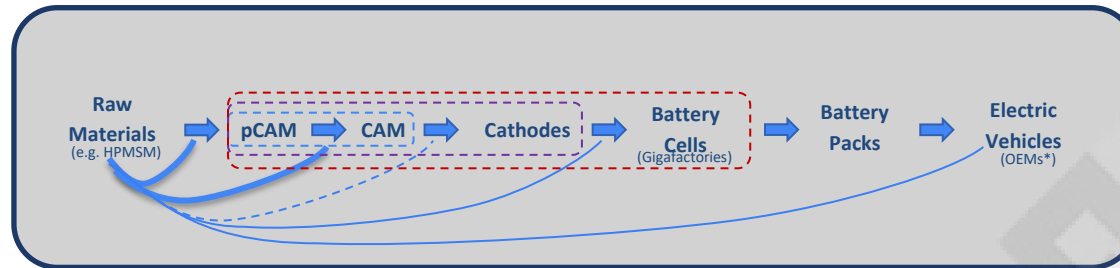 Raw
Materials
(e.g. HPMSM)
pCAM
CAM
Cathodes
Battery
Cells
(Gigafactories)
Battery
Packs
Electric
Vehicles
(OEMs*)